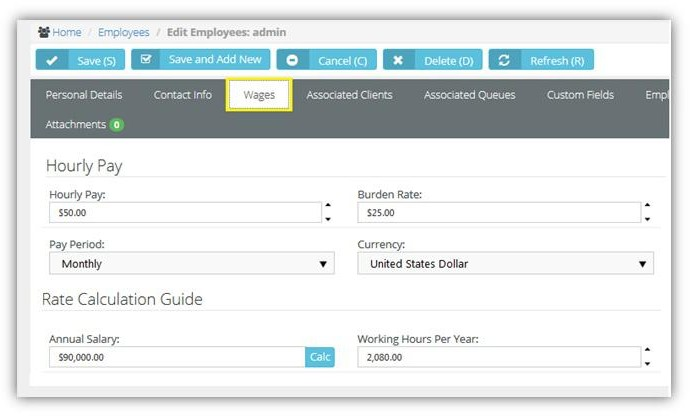 Home / Employees / Edit Employees: admin
Save (S) Save and Add New Cancel (C) Delete (D) Refresh (R)
Personal Details Contact Info Wages Associated Clients Associated Queues Custom Fields Empl
Attachments 0
Hourly Pay
Hourly Pay: Burden Rate:
$50.00 $25.00
Pay Period: Currency:
Monthly United States Dollar
Rate Calculation Guide
Annual Salary: Working Hours Per Year:
$90,000.00 Calc 2,080.00